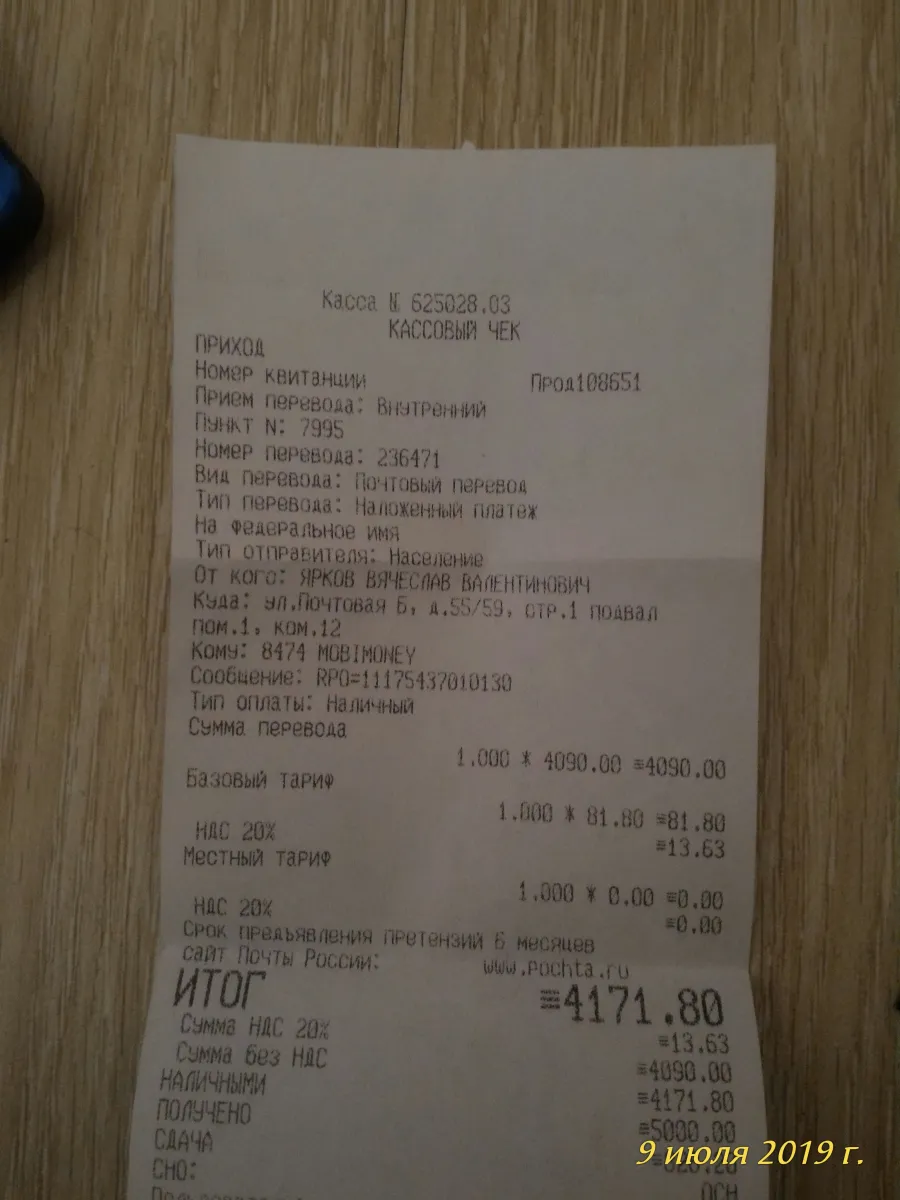 Касса № 625028.03
КАССОВЫЙ ЧЕК
ПРИХОД
Номер квитанции Прод108651
Прием перевода: Внутренний
Пункт N: 7995
Номер перевода: 236471
Вид перевода: Почтовый перевод
Тип перевода: Наложенный платеж
На федеральное имя
Тип отправителя: Население
От кого: ЯРКОВ ВЯЧЕСЛАВ ВАЛЕНТИНОВИЧ
Куда: ул.Почтовая Б, д.55/59, стр.1 подвал
пом.1, ком.12
Кому: 8474 MOBIMONEY
Сообщение: RPO=11175437010130
Тип оплаты: Наличный
Сумма перевода
1.000 * 4090.00 ≡4090.00
Базовый тариф
1.000 * 81.80 ≡81.80
НДС 20% ≡13.63
Местный тариф
1.000 * 0.00 ≡0.00
НДС 20% ≡0.00
Срок предъявления претензий 6 месяцев
сайт Почты России: www.pochta.ru
ИТОГ ≡4171.80
Сумма НДС 20% ≡13.63
Сумма без НДС ≡4090.00
НАЛИЧНЫМИ ≡4171.80
ПОЛУЧЕНО ≡5000.00
СДАЧА
СНО: ОСН
9 июля 2019 г.